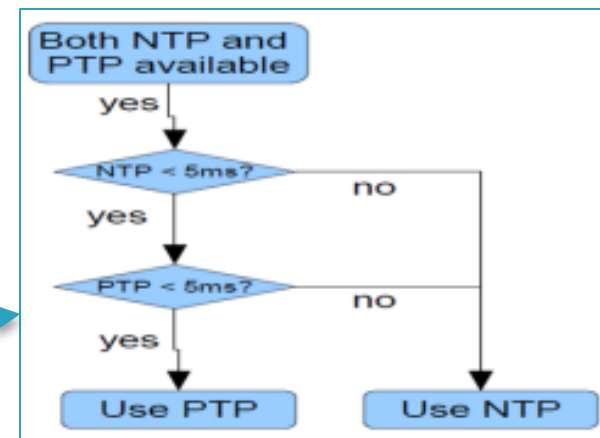 Both NTP and
PTP available
yes
NTP < 5ms?
no
yes
PTP < 5ms?
no
yes
Use PTP
Use NTP